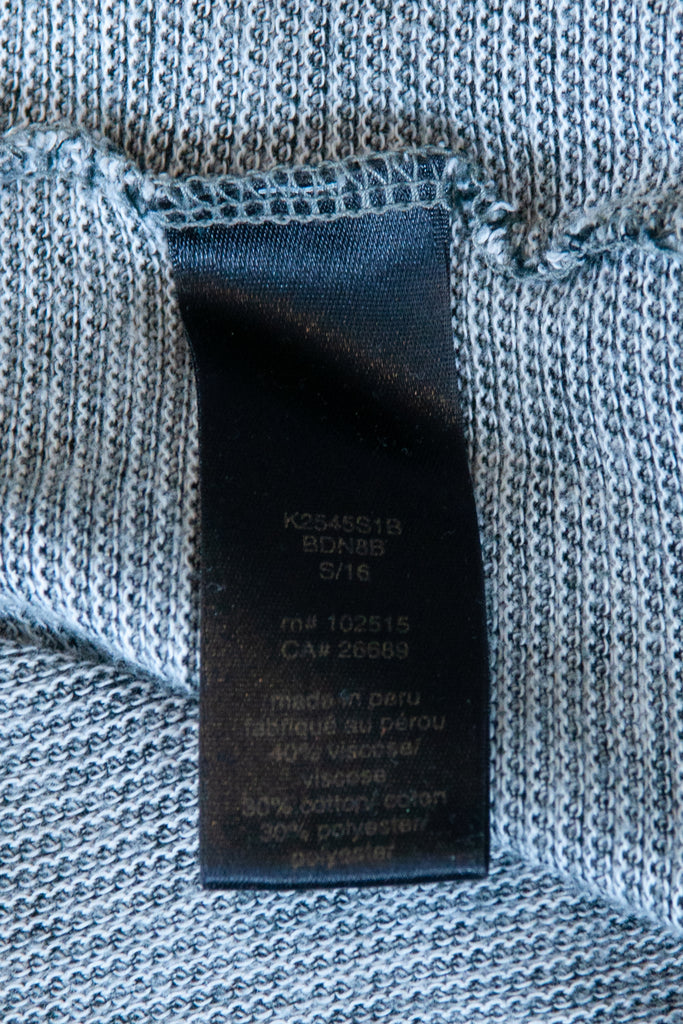 K2545S1B
BDN8B
S/16
rn# 102515
CA# 26689
made in peru
fabriqué au pérou
40% viscose/
viscose
30% cotton/ coton
30% polyester/
polyester